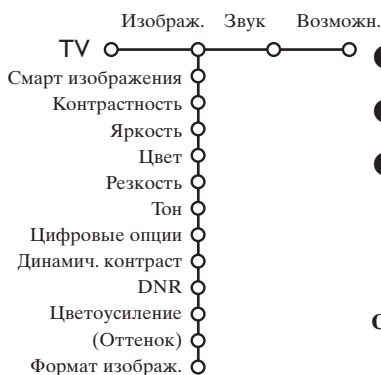 Изображ. Звук Возможн.
TV
Смарт изображения
Контрастность
Яркость
Цвет
Резкость
Тон
Цифровые опции
Динамич. контраст
DNR
Цветоусиление
(Оттенок)
Формат изображ.